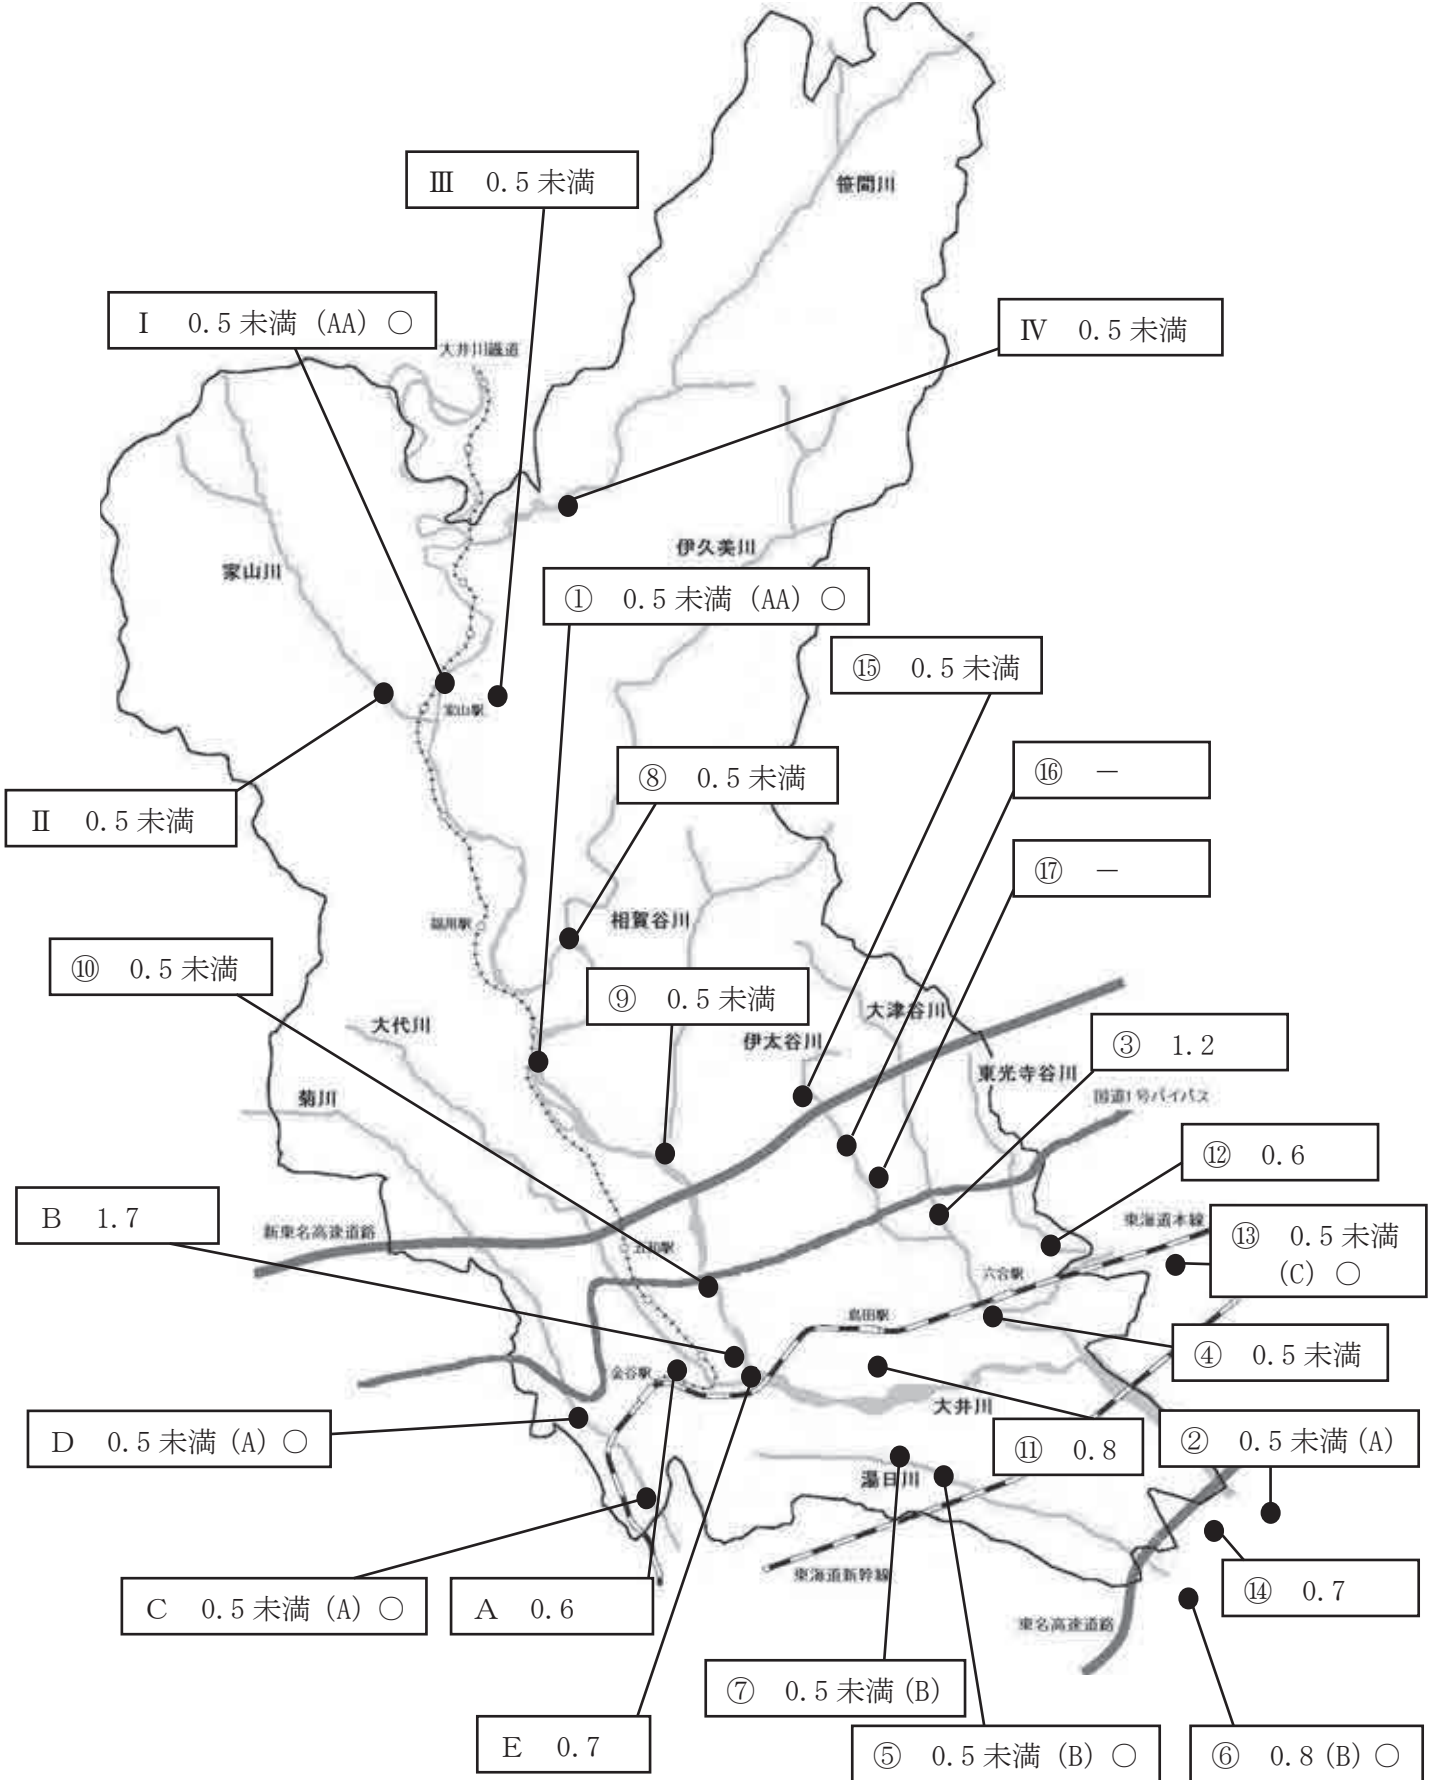 Ⅲ 0.5 未満
笹間川
Ⅰ 0.5 未満 (AA) ○
Ⅳ 0.5 未満
大井川鐵道
伊久美川
家山川
① 0.5 未満 (AA) ○
⑮ 0.5 未満
家山駅
⑧ 0.5 未満
⑯ －
Ⅱ 0.5 未満
⑰ －
福用駅
相賀谷川
⑩ 0.5 未満
⑨ 0.5 未満
大津谷川
大代川
伊太谷川
③ 1.2
東光寺谷川
菊川
国道1号バイパス
⑫ 0.6
B 1.7
新東名高速道路
五和駅
東海道本線
⑬ 0.5 未満
(C) ○
六合駅
島田駅
④ 0.5 未満
金谷駅
大井川
D 0.5 未満 (A) ○
⑪ 0.8
② 0.5 未満 (A)
湯日川
東海道新幹線
C 0.5 未満 (A) ○
A 0.6
⑭ 0.7
東名高速道路
⑦ 0.5 未満 (B)
E 0.7
⑤ 0.5 未満 (B) ○
⑥ 0.8 (B) ○